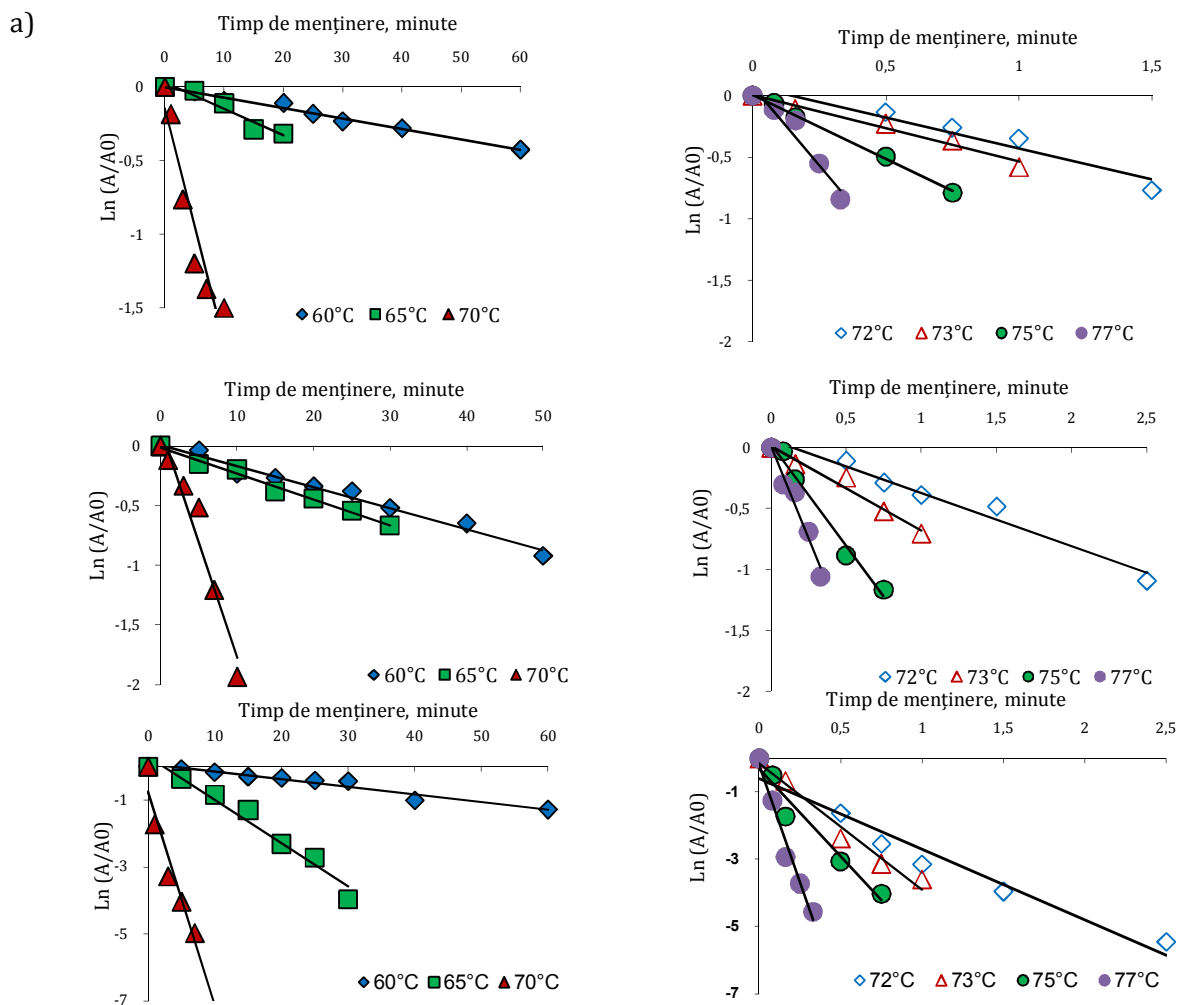 a)
Timp de menținere, minute
0 10 20 30 40 50 60
0
-0,5
-1
-1,5
Ln (A/A0)
60°C 65°C 70°C
Timp de menținere, minute
0 0,5 1 1,5
0
-0,5
-1
-1,5
-2
Ln (A/A0)
72°C 73°C 75°C 77°C
Timp de menținere, minute
0 10 20 30 40 50
0
-0,5
-1
-1,5
-2
Ln (A/A0)
60°C 65°C 70°C
Timp de menținere, minute
0 0,5 1 1,5 2 2,5
0
-0,5
-1
-1,5
-2
Ln (A/A0)
72°C 73°C 75°C 77°C
Timp de menținere, minute
0 10 20 30 40 50 60
-1
-3
-5
-7
Ln (A/A0)
60°C 65°C 70°C
Timp de menținere, minute
0 0,5 1 1,5 2 2,5
-1
-3
-5
-7
Ln (A/A0)
72°C 73°C 75°C 77°C